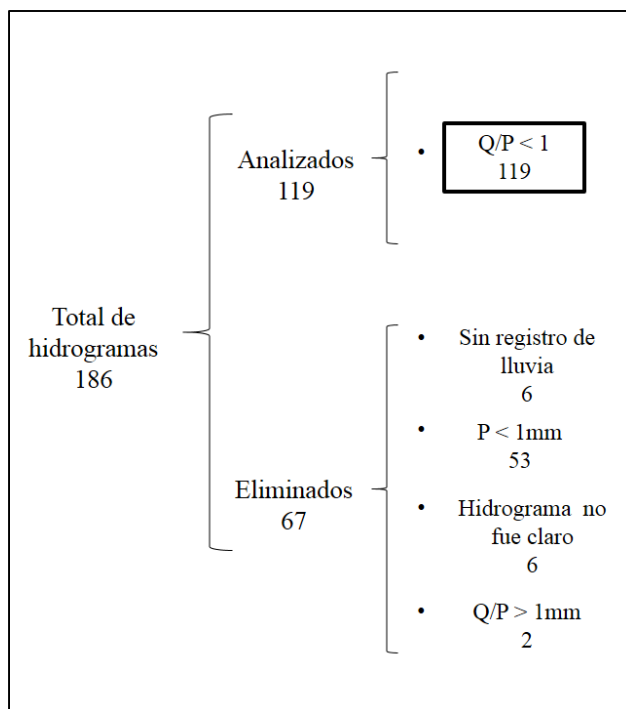 Total de
hidrogramas
186
Analizados
119
• Q/P < 1
119
Eliminados
67
• Sin registro de
lluvia
6
• P < 1mm
53
• Hidrograma no
fue claro
6
• Q/P > 1mm
2